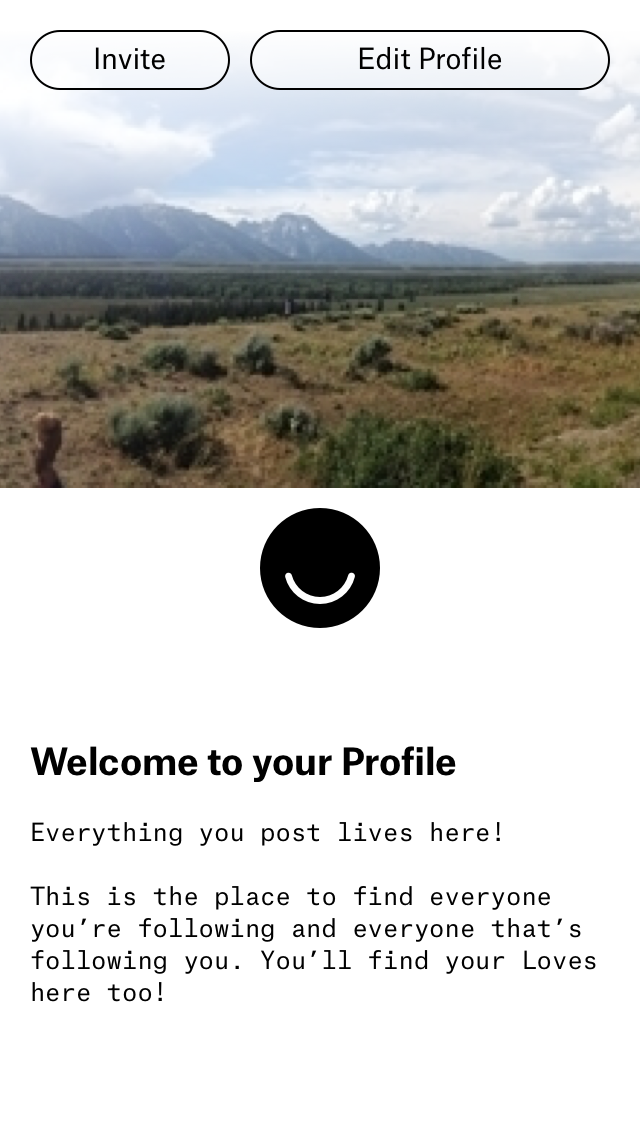 Invite
Edit Profile
Welcome to your Profile
Everything you post lives here!
This is the place to find everyone
you’re following and everyone that’s
following you. You’ll find your Loves
here too!